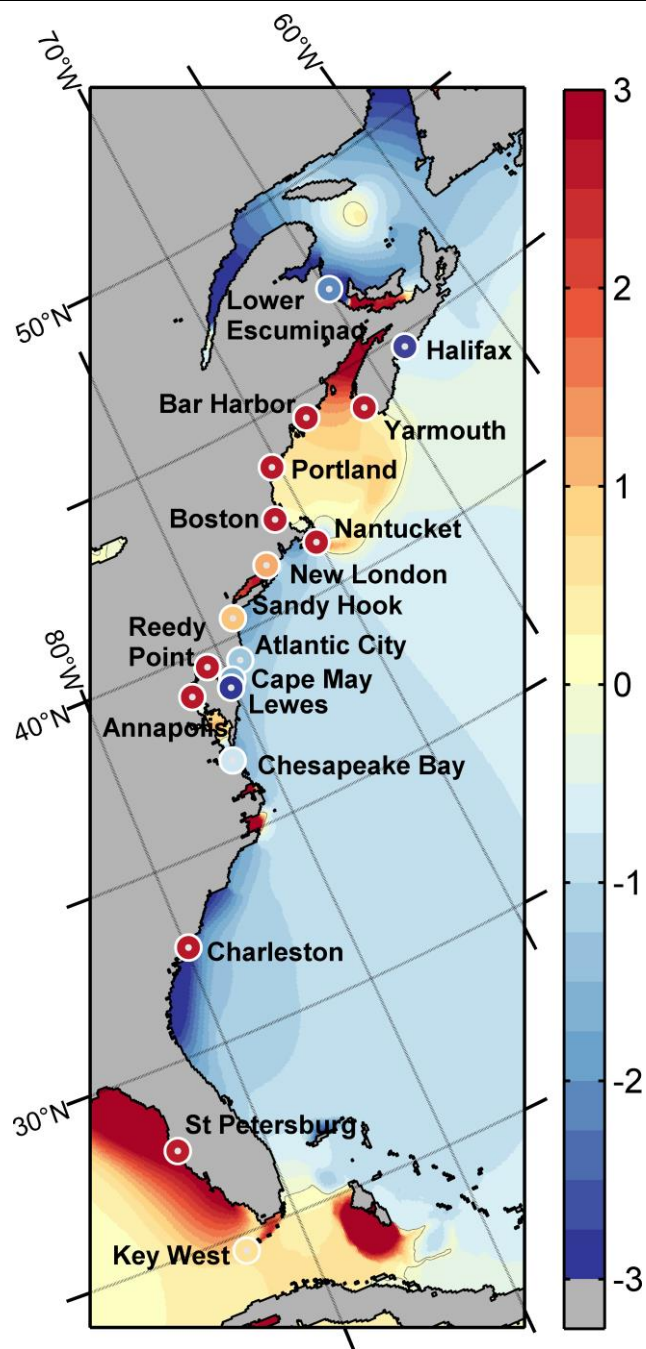 60°W
70°W
3
2
50°N
Lower
Escuminac
Halifax
Bar Harbor
Yarmouth
Portland
1
Boston
Nantucket
New London
Sandy Hook
Reedy
Point
Atlantic City
0
80°W
Cape May
Lewes
40°N
Annapolis
Chesapeake Bay
-1
Charleston
-2
30°N
St Petersburg
Key West
-3